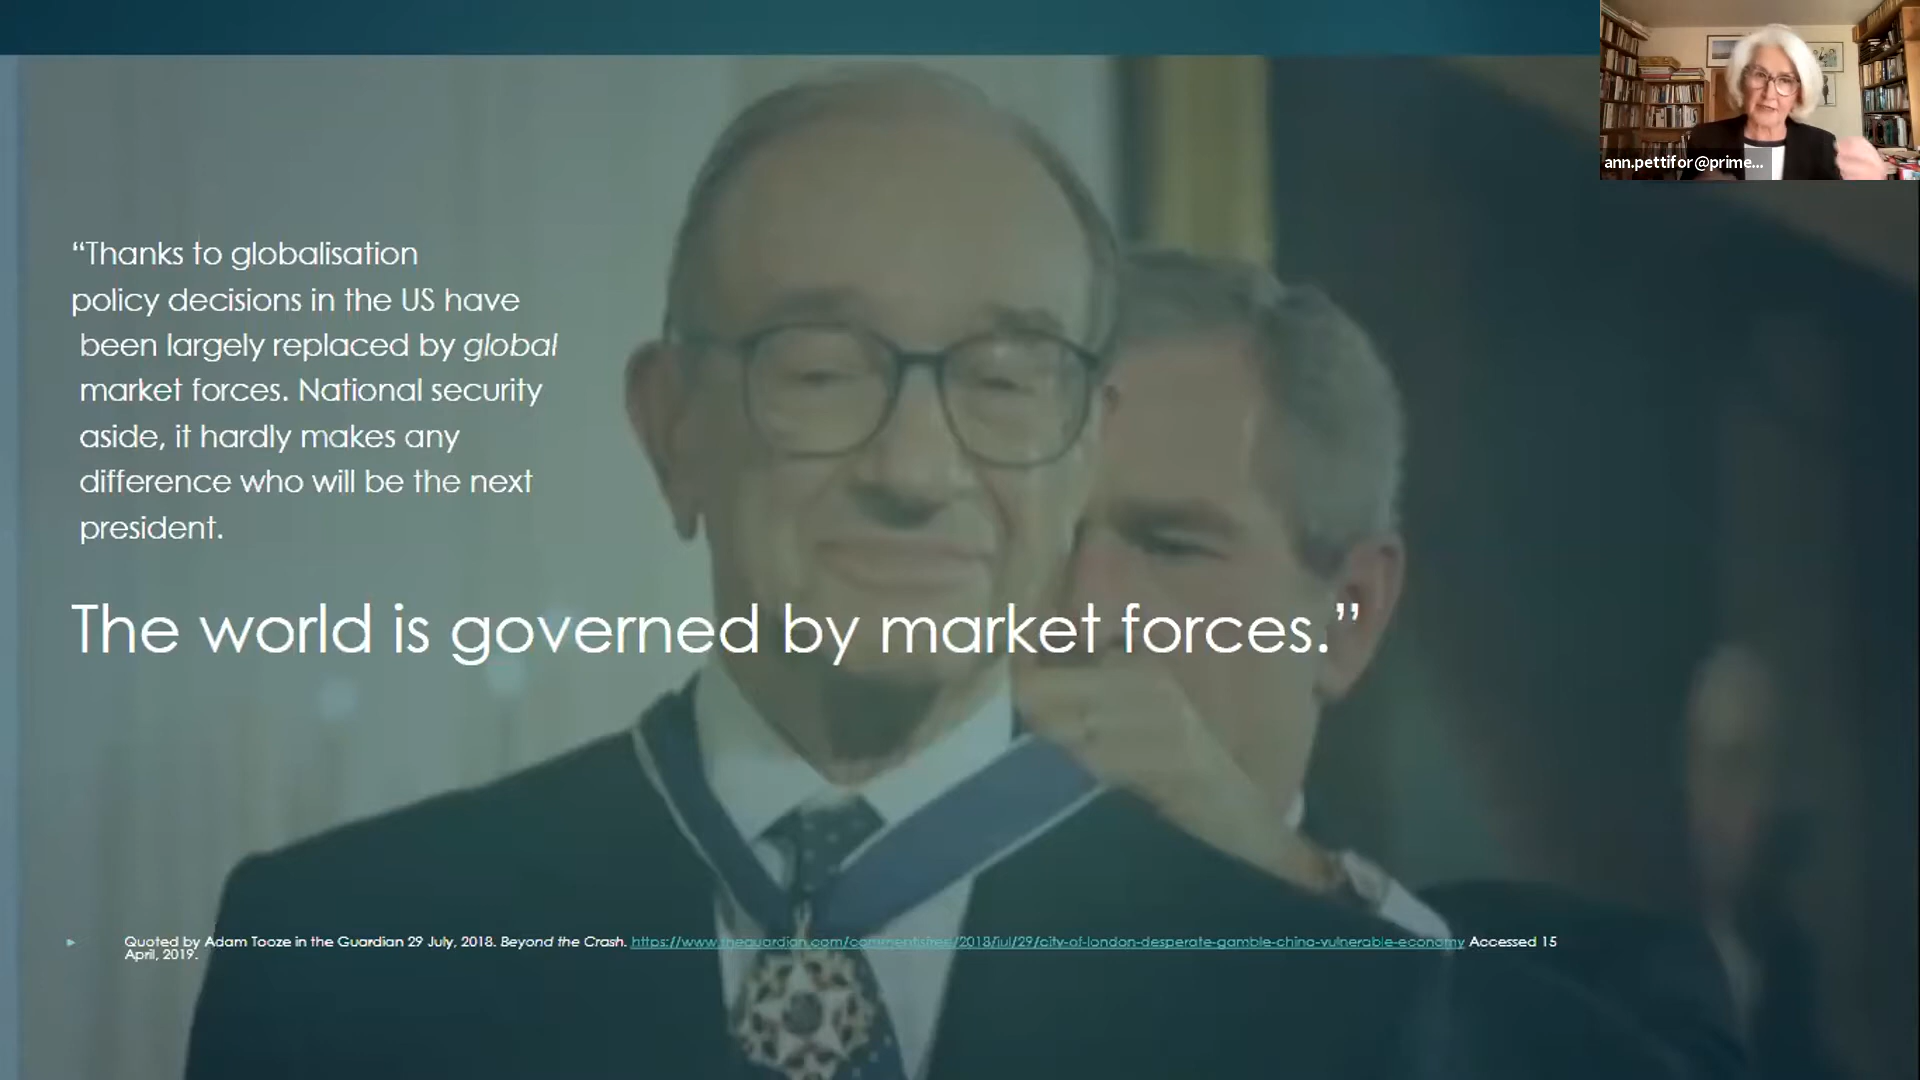 ann.pettifor@prime...
“Thanks to globalisation
policy decisions in the US have
been largely replaced by global
market forces. National security
aside, it hardly makes any
difference who will be the next
president.
The world is governed by market forces.”
Quoted by Adam Tooze in the Guardian 29 July, 2018. Beyond the Crash. https://www.theguardian.com/commentisfree/2018/jul/29/city-of-london-desperate-gamble-china-vulnerable-economy Accessed 15
April, 2019.